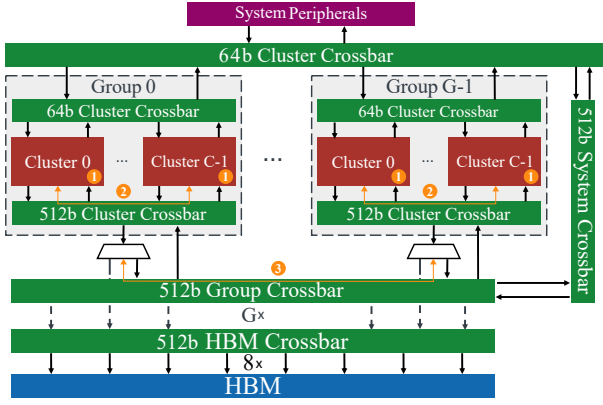 System Peripherals
64b Cluster Crossbar
Group 0
Group G-1
64b Cluster Crossbar
64b Cluster Crossbar
Cluster 0
1
...
Cluster C-1
1
...
Cluster 0
1
...
Cluster C-1
1
2
2
512b Cluster Crossbar
512b Cluster Crossbar
512b System Crossbar
3
512b Group Crossbar
G×
512b HBM Crossbar
8×
HBM